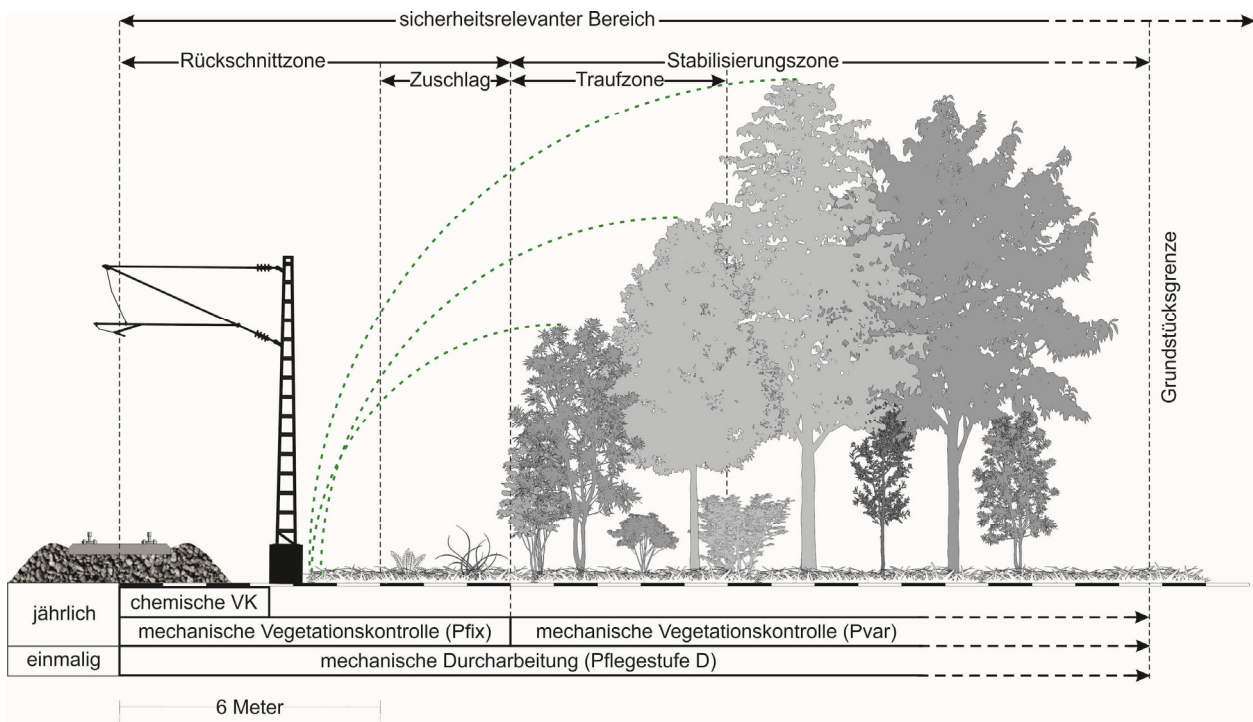 sicherheitsrelevanter Bereich
Rückschnittzone
Stabilisierungszone
Zuschlag
Traufzone
Grundstücksgrenze
jährlich
chemische VK
mechanische Vegetationskontrolle (Pfix)
mechanische Vegetationskontrolle (Pvar)
einmalig
mechanische Durcharbeitung (Pflegestufe D)
6 Meter